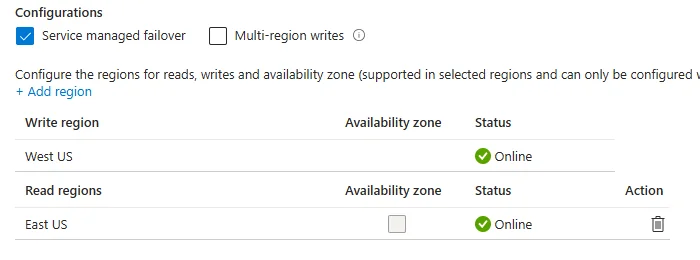 Configurations
Service managed failover Multi-region writes
Configure the regions for reads, writes and availability zone (supported in selected regions and can only be configured
+ Add region
Write region Availability zone Status
West US Online
Read regions Availability zone Status Action
East US Online